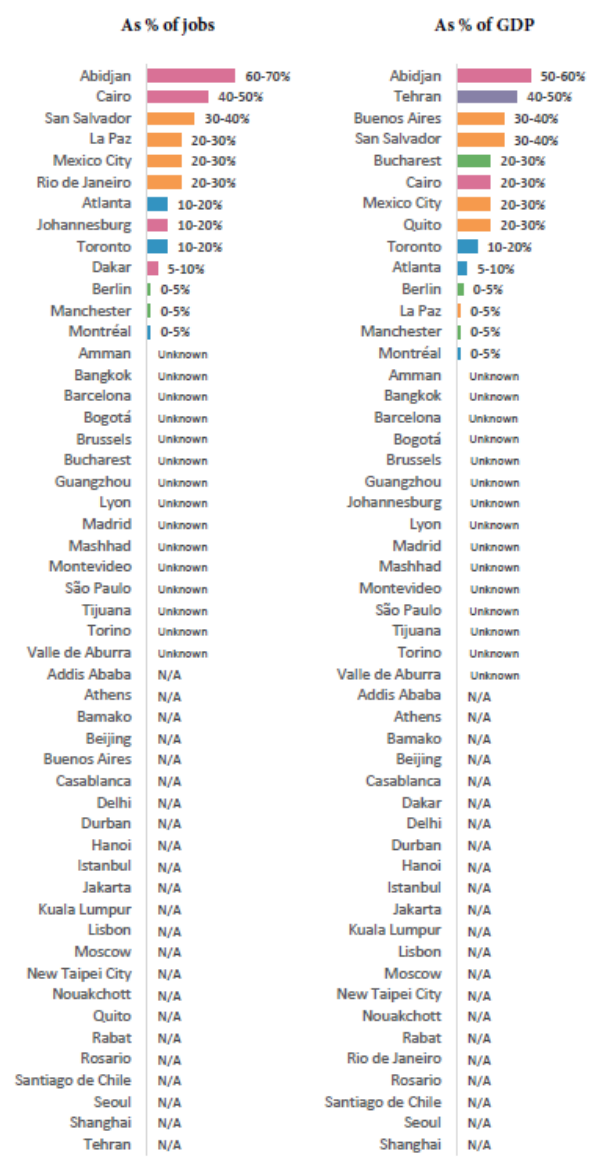 As % of jobs
Abidjan 60-70%
Cairo 40-50%
San Salvador 30-40%
La Paz 20-30%
Mexico City 20-30%
Rio de Janeiro 20-30%
Atlanta 10-20%
Johannesburg 10-20%
Toronto 10-20%
Dakar 5-10%
Berlin 0-5%
Manchester 0-5%
Montréal 0-5%
Amman Unknown
Bangkok Unknown
Barcelona Unknown
Bogotá Unknown
Brussels Unknown
Bucharest Unknown
Guangzhou Unknown
Lyon Unknown
Madrid Unknown
Mashhad Unknown
Montevideo Unknown
São Paulo Unknown
Tijuana Unknown
Torino Unknown
Valle de Aburra Unknown
Addis Ababa N/A
Athens N/A
Bamako N/A
Beijing N/A
Buenos Aires N/A
Casablanca N/A
Delhi N/A
Durban N/A
Hanoi N/A
Istanbul N/A
Jakarta N/A
Kuala Lumpur N/A
Lisbon N/A
Moscow N/A
New Taipei City N/A
Nouakchott N/A
Quito N/A
Rabat N/A
Rosario N/A
Santiago de Chile N/A
Seoul N/A
Shanghai N/A
Tehran N/A
As % of GDP
Abidjan 50-60%
Tehran 40-50%
Buenos Aires 30-40%
San Salvador 30-40%
Bucharest 20-30%
Cairo 20-30%
Mexico City 20-30%
Quito 20-30%
Toronto 10-20%
Atlanta 5-10%
Berlin 0-5%
La Paz 0-5%
Manchester 0-5%
Montréal 0-5%
Amman Unknown
Bangkok Unknown
Barcelona Unknown
Bogotá Unknown
Brussels Unknown
Guangzhou Unknown
Johannesburg Unknown
Lyon Unknown
Madrid Unknown
Mashhad Unknown
Montevideo Unknown
São Paulo Unknown
Tijuana Unknown
Torino Unknown
Valle de Aburra Unknown
Addis Ababa N/A
Athens N/A
Bamako N/A
Beijing N/A
Casablanca N/A
Dakar N/A
Delhi N/A
Durban N/A
Hanoi N/A
Istanbul N/A
Jakarta N/A
Kuala Lumpur N/A
Lisbon N/A
Moscow N/A
New Taipei City N/A
Nouakchott N/A
Rabat N/A
Rio de Janeiro N/A
Rosario N/A
Santiago de Chile N/A
Seoul N/A
Shanghai N/A